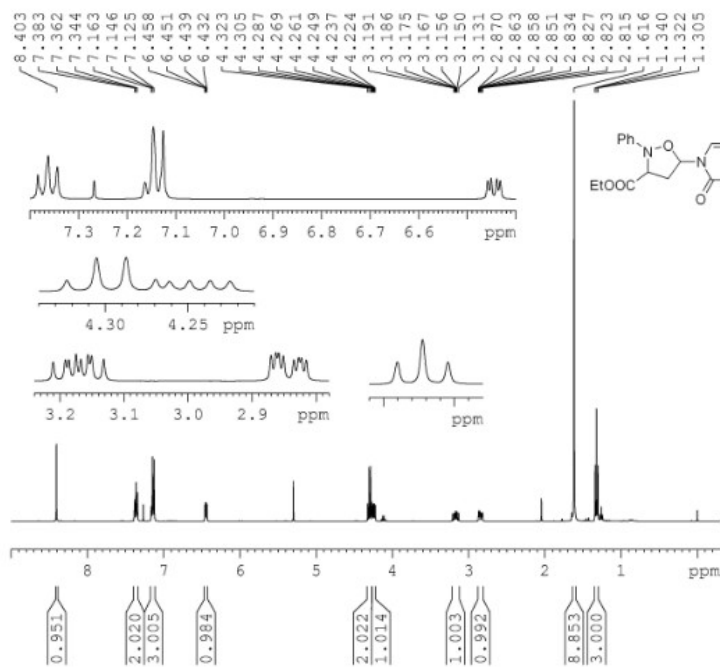 8.403 7.383 7.362 7.344 7.163 7.146 7.125 6.458 6.451 6.439 6.432 4.323 4.305 4.287 4.269 4.261 4.249 4.237 4.224 3.191 3.186 3.175 3.167 3.156 3.150 3.131 2.870 2.863 2.858 2.851 2.834 2.827 2.823 2.815 1.616 1.340 1.322 1.305
Ph
O
N
N
EtOOC
O
7.3 7.2 7.1 7.0 6.9 6.8 6.7 6.6 ppm
4.30 4.25 ppm
3.2 3.1 3.0 2.9 ppm
ppm
8 7 6 5 4 3 2 1 ppm
0.951 2.020 3.005 0.984 2.022 1.014 1.003 0.992 8.853 3.000